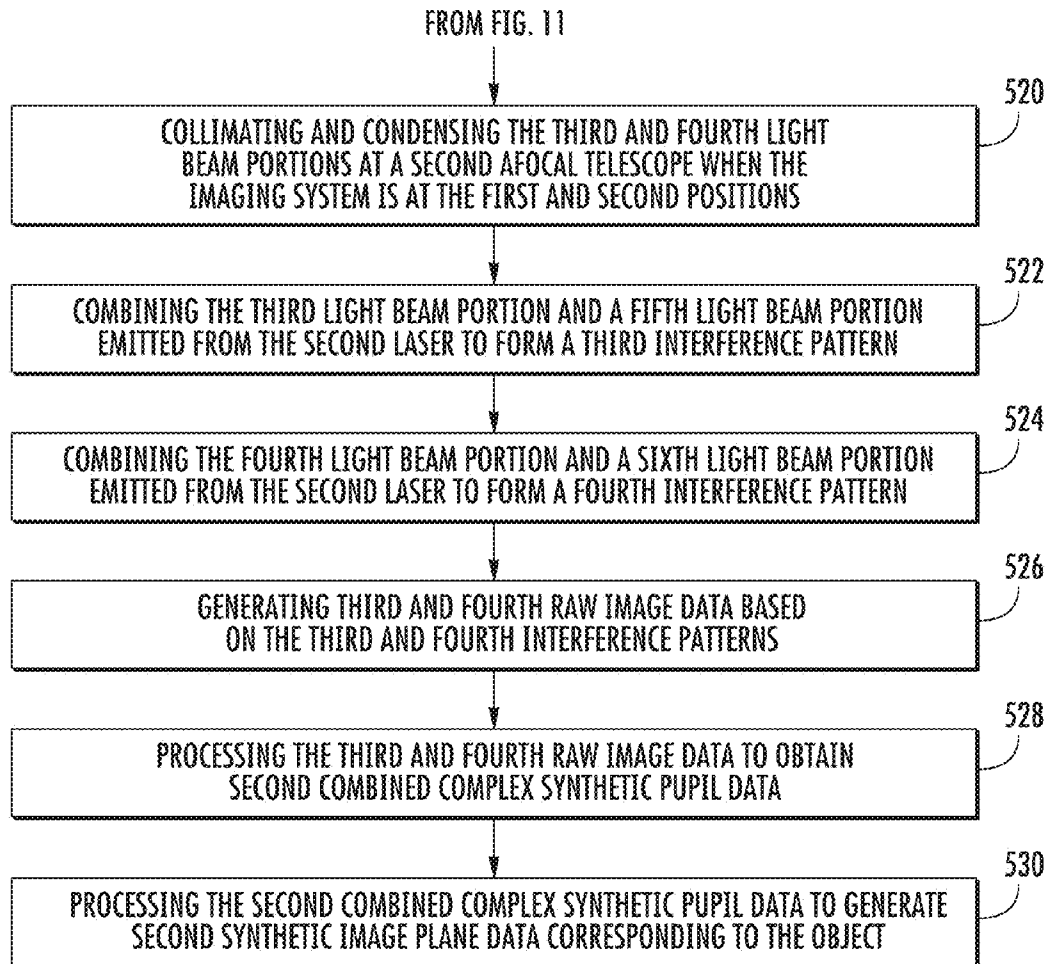 FROM FIG. 11
520
COLLIMATING AND CONDENSING THE THIRD AND FOURTH LIGHT
BEAM PORTIONS AT A SECOND AFOCAL TELESCOPE WHEN THE
IMAGING SYSTEM IS AT THE FIRST AND SECOND POSITIONS
522
COMBINING THE THIRD LIGHT BEAM PORTION AND A FIFTH LIGHT BEAM PORTION
EMITTED FROM THE SECOND LASER TO FORM A THIRD INTERFERENCE PATTERN
524
COMBINING THE FOURTH LIGHT BEAM PORTION AND A SIXTH LIGHT BEAM PORTION
EMITTED FROM THE SECOND LASER TO FORM A FOURTH INTERFERENCE PATTERN
526
GENERATING THIRD AND FOURTH RAW IMAGE DATA BASED
ON THE THIRD AND FOURTH INTERFERENCE PATTERNS
528
PROCESSING THE THIRD AND FOURTH RAW IMAGE DATA TO OBTAIN
SECOND COMBINED COMPLEX SYNTHETIC PUPIL DATA
530
PROCESSING THE SECOND COMBINED COMPLEX SYNTHETIC PUPIL DATA TO GENERATE
SECOND SYNTHETIC IMAGE PLANE DATA CORRESPONDING TO THE OBJECT